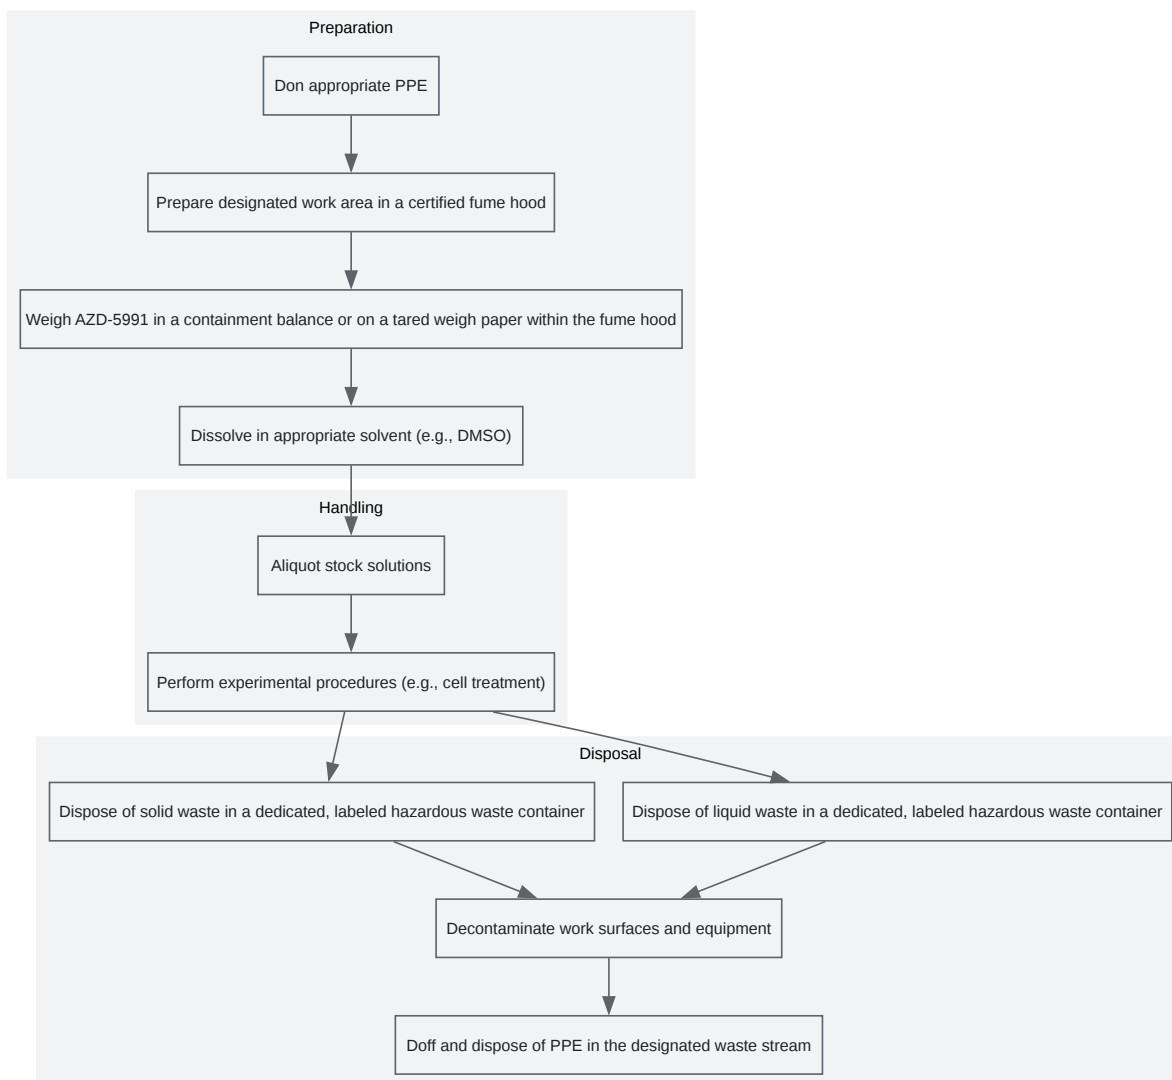 Preparation
Don appropriate PPE
Prepare designated work area in a certified fume hood
Weigh AZD-5991 in a containment balance or on a tared weigh paper within the fume hood
Dissolve in appropriate solvent (e.g., DMSO)
Handling
Aliquot stock solutions
Perform experimental procedures (e.g., cell treatment)
Disposal
Dispose of solid waste in a dedicated, labeled hazardous waste container
Dispose of liquid waste in a dedicated, labeled hazardous waste container
Decontaminate work surfaces and equipment
Doff and dispose of PPE in the designated waste stream